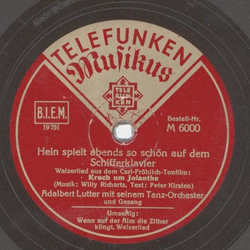 TELEFUNKEN
Musikus
TELE
FUN
KEN
B.I.E.M.
19751
Bestell-Nr.
M 6000
Hein spielt abends so schön auf dem
Schifferklavier
Walzerlied aus dem Carl-Fröhlich-Tonfilm:
Krach um Jolanthe
(Musik: Willy Richartz, Text: Peter Kirsten)
Adalbert Lutter mit seinem Tanz-Orchester
und Gesang
Umseitig:
Wenn auf der Alm die Zither
klingt, Walzerlied